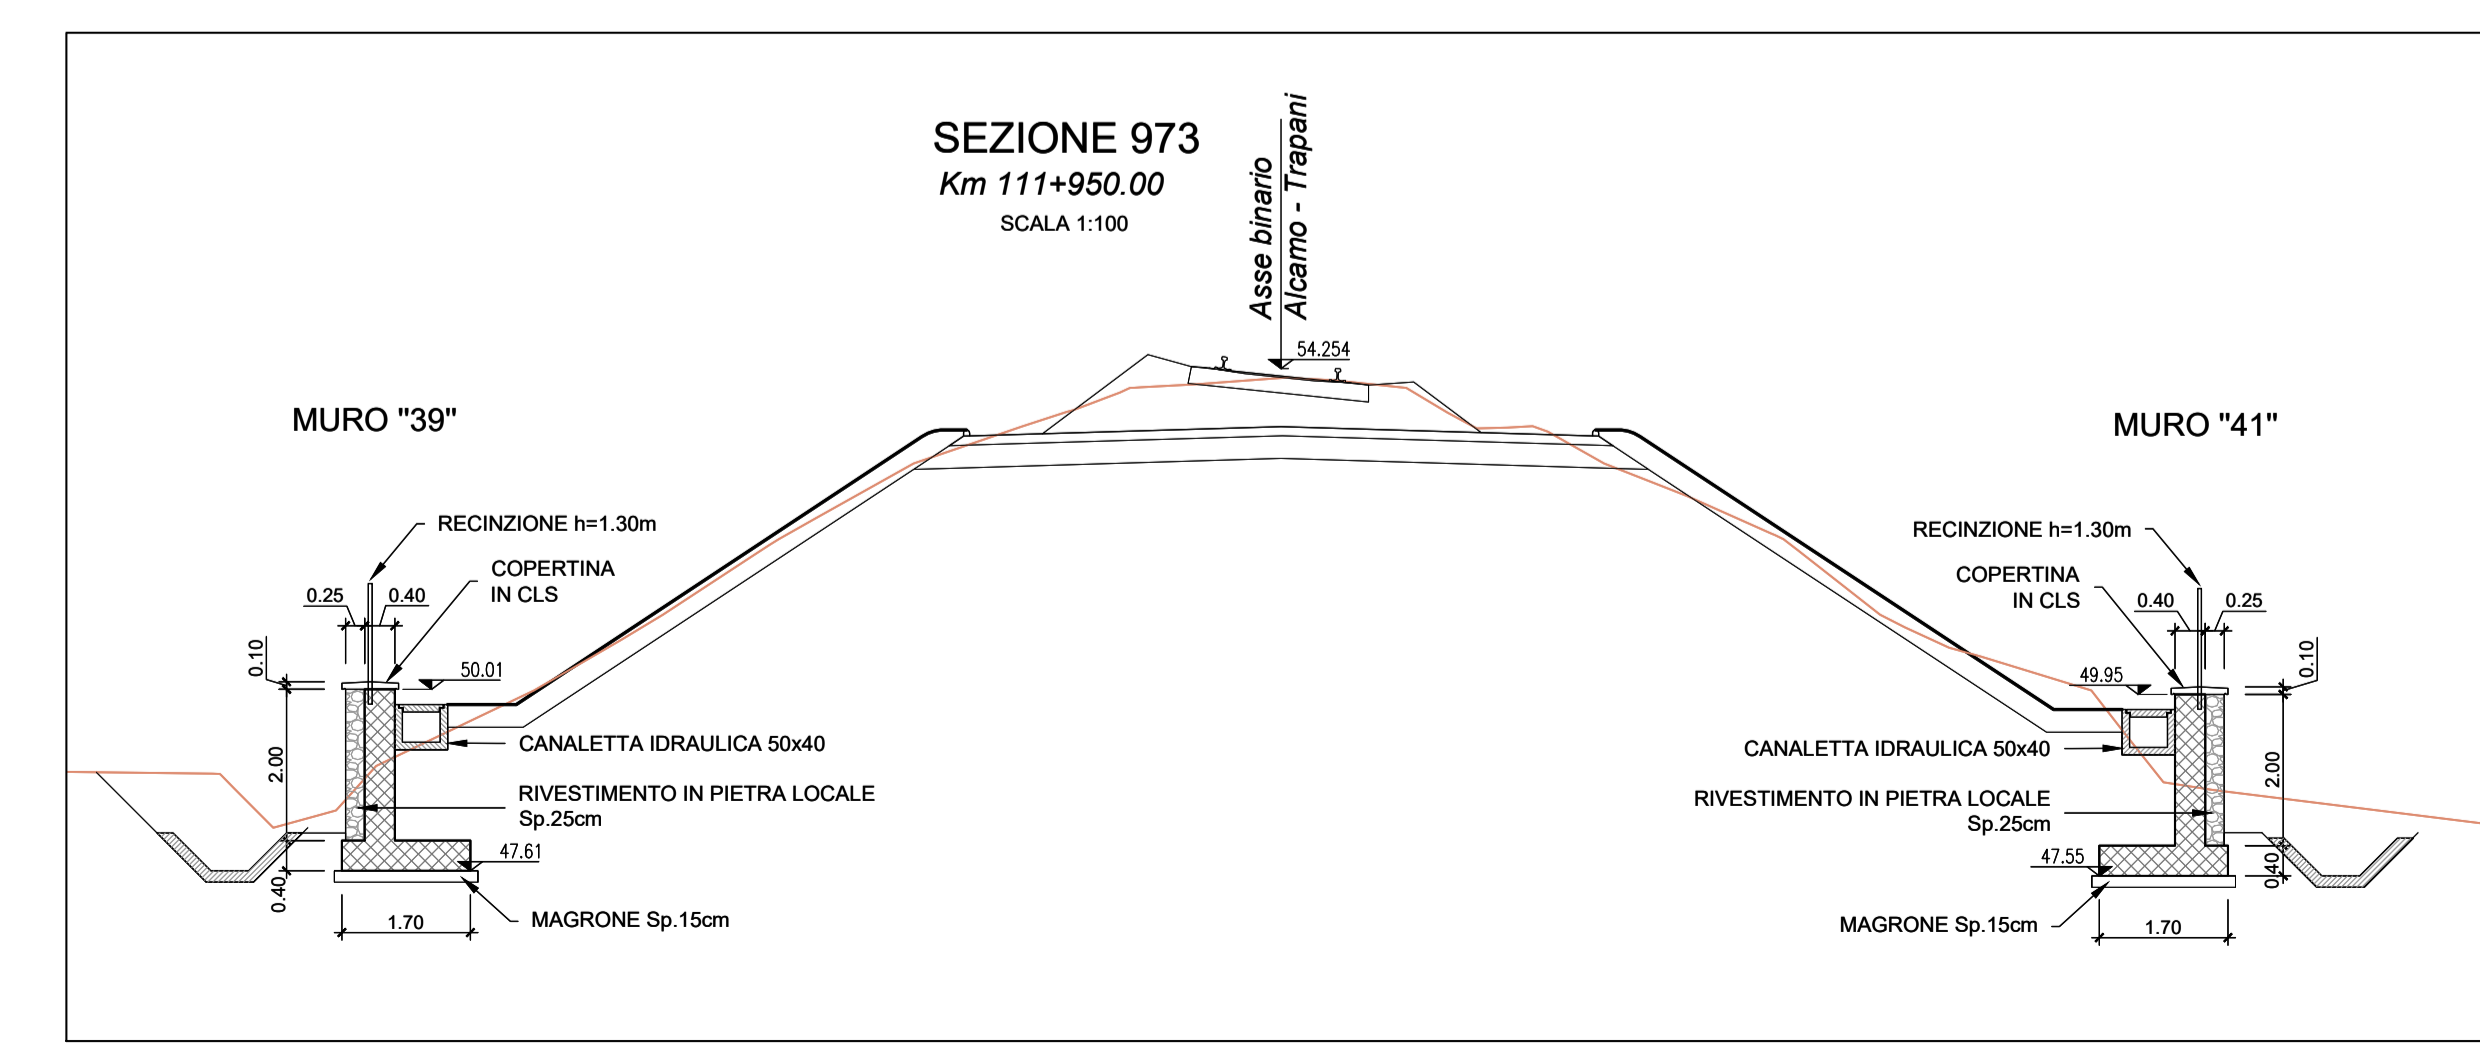 SEZIONE 973
Km 111+950.00
SCALA 1:100
Asse binario
Alcamo - Trapani
54.254
MURO "39"
RECINZIONE h=1.30m
COPERTINA
IN CLS
0.25
0.40
0.10
50.01
2.00
CANALETTA IDRAULICA 50x40
RIVESTIMENTO IN PIETRA LOCALE
Sp.25cm
47.61
0.40
1.70
MAGRONE Sp.15cm
MURO "41"
RECINZIONE h=1.30m
COPERTINA
IN CLS
0.40
0.25
0.10
49.95
2.00
CANALETTA IDRAULICA 50x40
RIVESTIMENTO IN PIETRA LOCALE
Sp.25cm
47.55
0.40
1.70
MAGRONE Sp.15cm